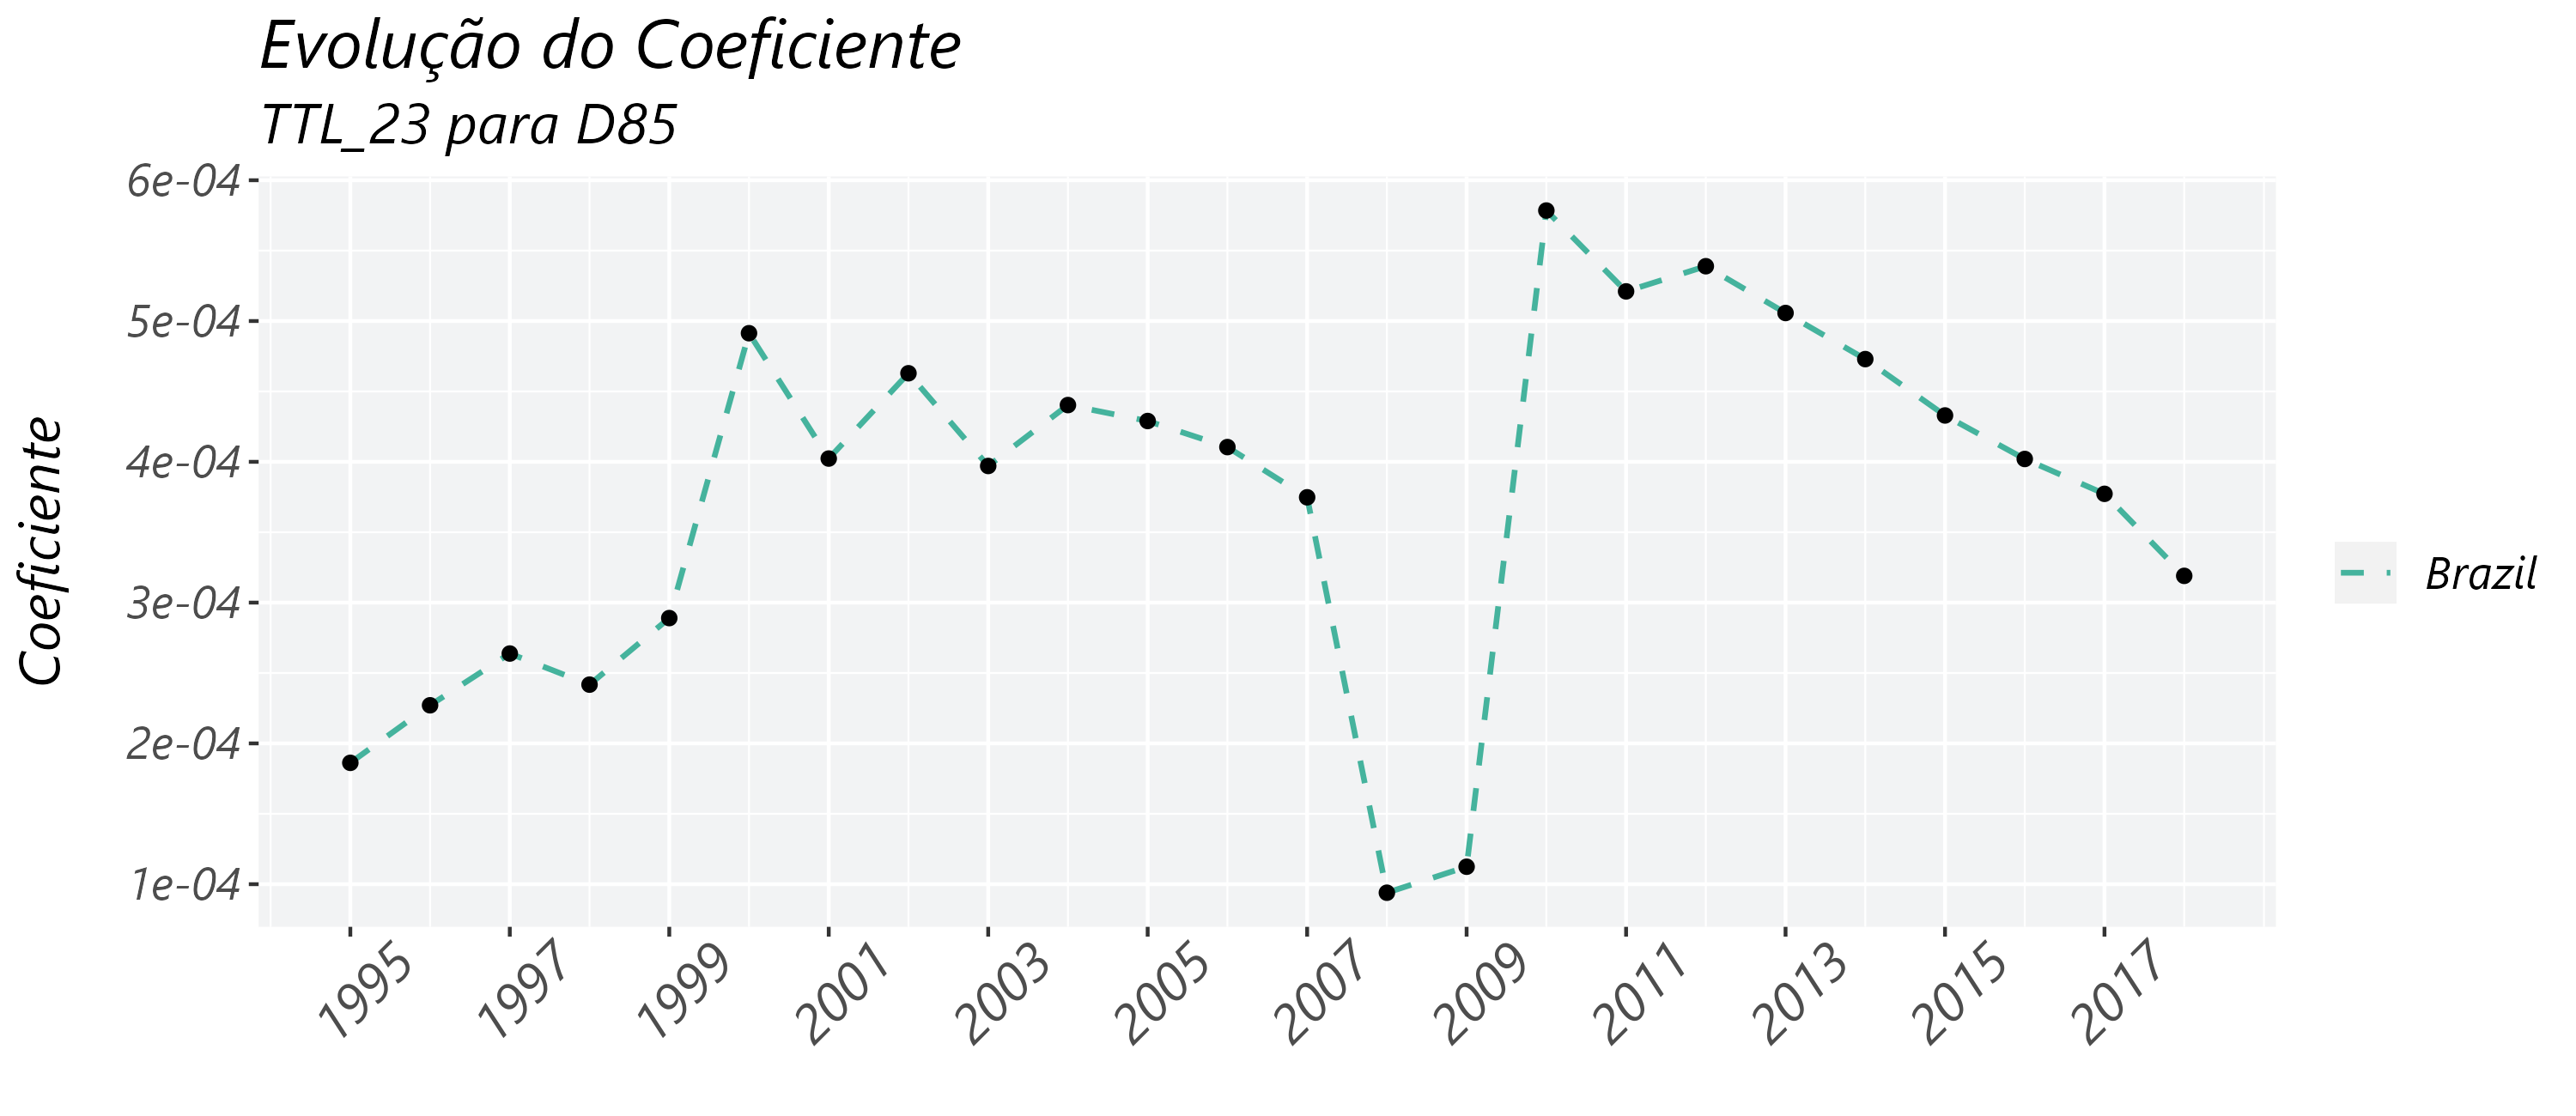 Evolução do Coeficiente
TTL_23 para D85
Coeficiente
6e-04
5e-04
4e-04
3e-04
2e-04
1e-04
1995
1997
1999
2001
2003
2005
2007
2009
2011
2013
2015
2017
Brazil